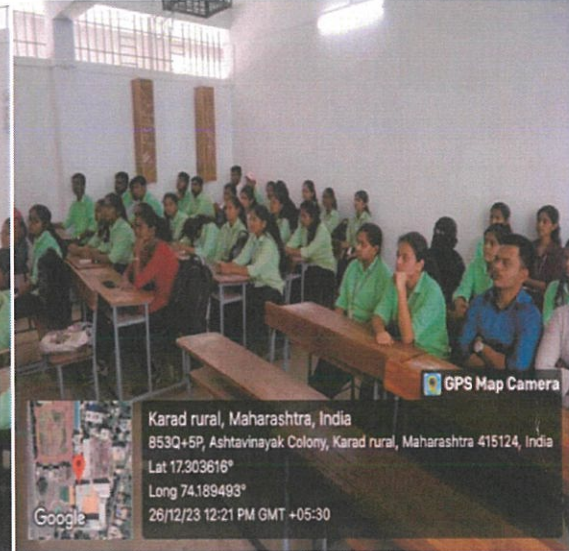 GPS Map Camera
Karad rural, Maharashtra, India
853Q+5P, Ashtavinayak Colony, Karad rural, Maharashtra 415124, India
Lat 17.303616°
Long 74.189493°
26/12/23 12:21 PM GMT +05:30
Google